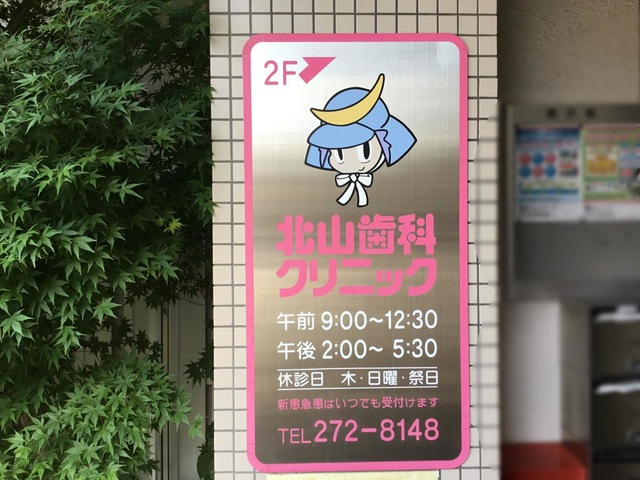 2F
北山歯科
クリニック
午前 9:00〜12:30
午後 2:00〜 5:30
休診日 木・日曜・祭日
新患急患はいつでも受付けます
TEL 272-8148